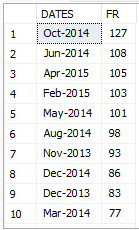 DATES FR
1 Oct-2014 127
2 Jun-2014 108
3 Apr-2015 105
4 Feb-2015 103
5 May-2014 101
6 Aug-2014 98
7 Nov-2013 93
8 Dec-2014 86
9 Dec-2013 83
10 Mar-2014 77